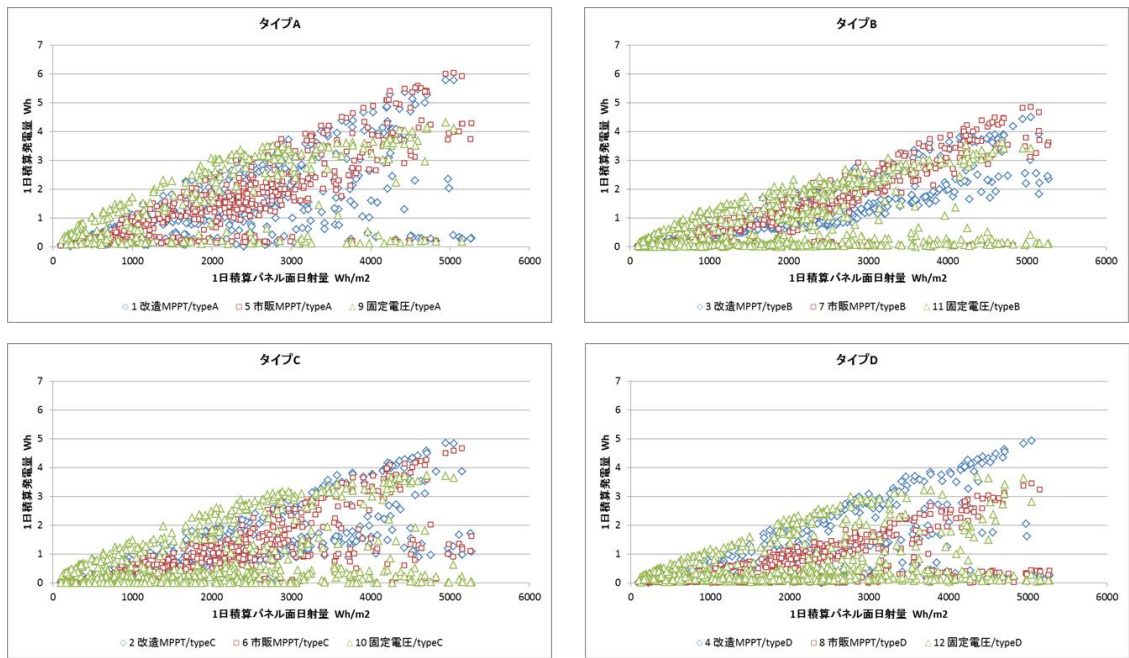 タイプA
7
6
5
4
3
2
1
0
1日積算発電量 Wh
0 1000 2000 3000 4000 5000 6000
1日積算パネル面日射量 Wh/m2
1 改造MPPT/typeA 5 市販MPPT/typeA 9 固定電圧/typeA
タイプB
7
6
5
4
3
2
1
0
1日積算発電量 Wh
0 1000 2000 3000 4000 5000 6000
1日積算パネル面日射量 Wh/m2
3 改造MPPT/typeB 7 市販MPPT/typeB 11 固定電圧/typeB
タイプC
7
6
5
4
3
2
1
0
1日積算発電量 Wh
0 1000 2000 3000 4000 5000 6000
1日積算パネル面日射量 Wh/m2
2 改造MPPT/typeC 6 市販MPPT/typeC 10 固定電圧/typeC
タイプD
7
6
5
4
3
2
1
0
1日積算発電量 Wh
0 1000 2000 3000 4000 5000 6000
1日積算パネル面日射量 Wh/m2
4 改造MPPT/typeD 8 市販MPPT/typeD 12 固定電圧/typeD